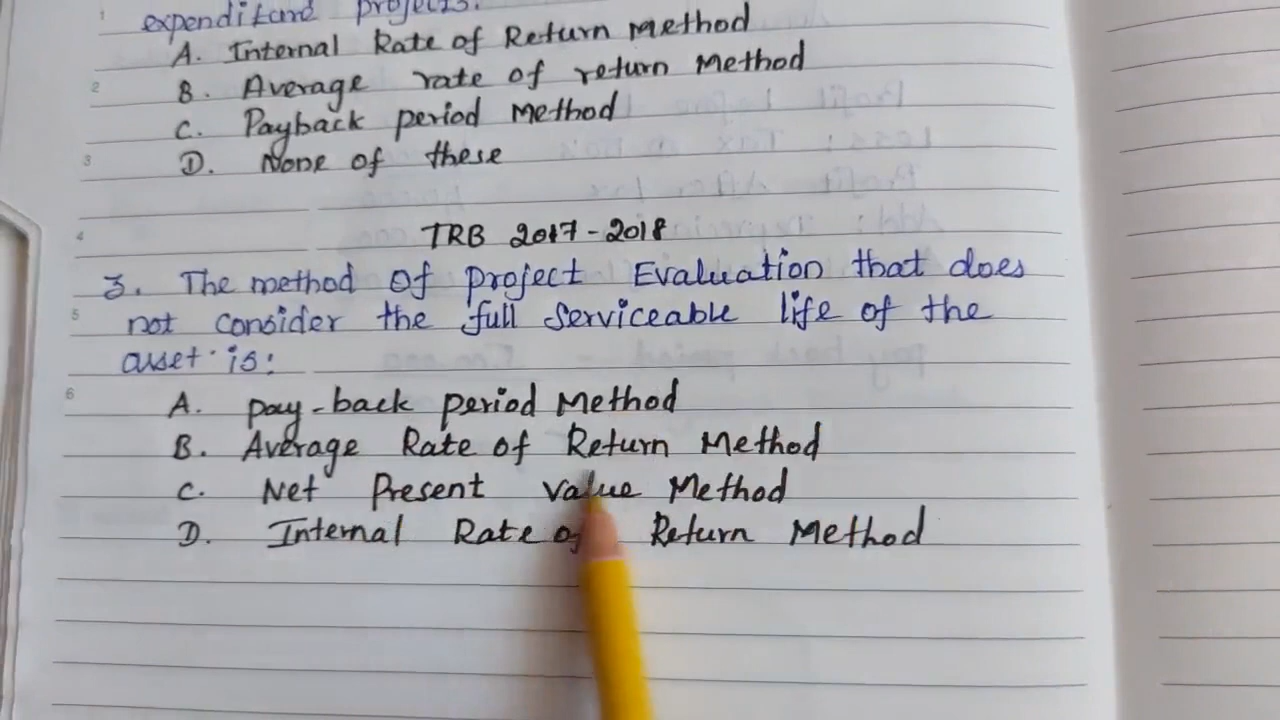 expenditure projects.
A. Internal Rate of Return Method
B. Average rate of return Method
C. Payback period Method
D. None of these
TRB 2017-2018
3. The method of project Evaluation that does
not consider the full serviceable life of the
asset is:
A. pay-back period Method
B. Average Rate of Return Method
C. Net Present value Method
D. Internal Rate of Return Method